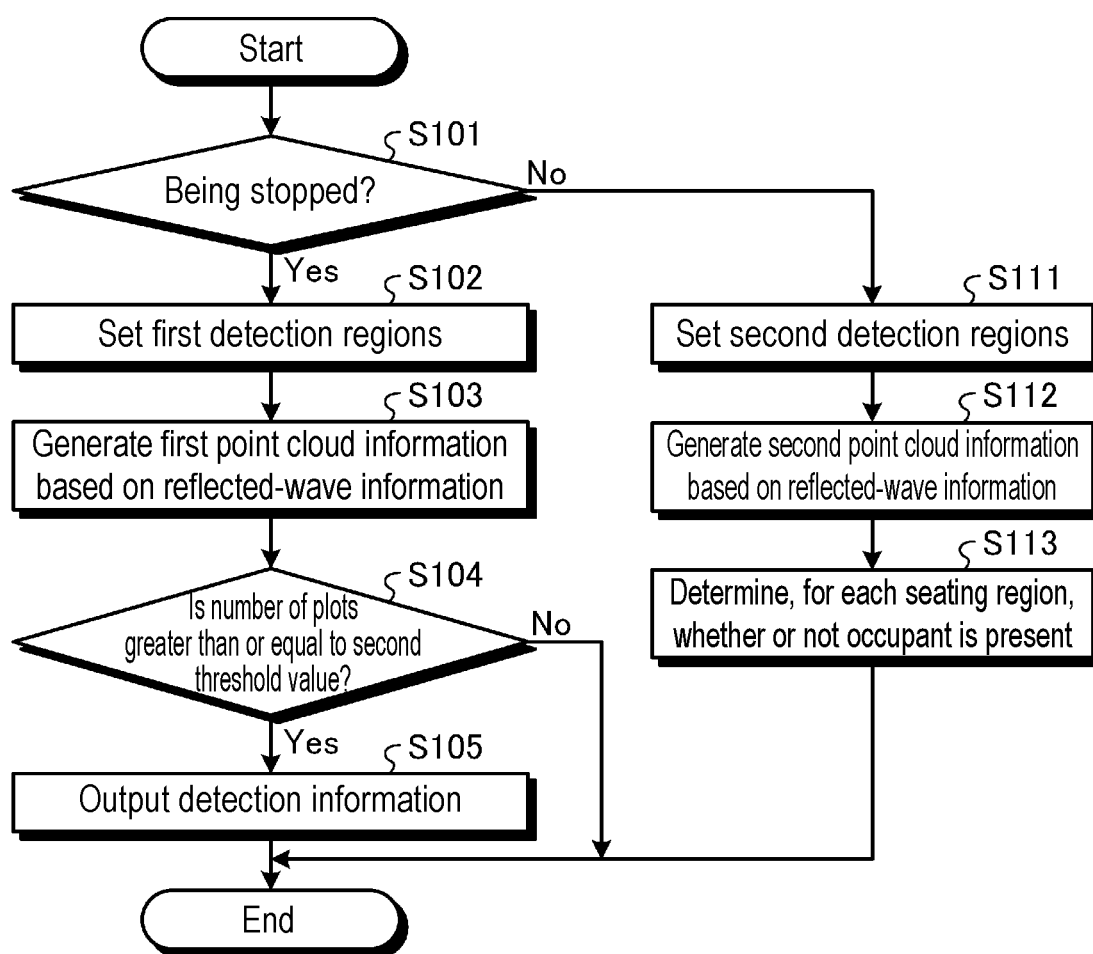 Start
S101
Being stopped?
No
Yes
S102
Set first detection regions
S103
Generate first point cloud information
based on reflected-wave information
S104
Is number of plots
greater than or equal to second
threshold value?
No
Yes
S105
Output detection information
S111
Set second detection regions
S112
Generate second point cloud information
based on reflected-wave information
S113
Determine, for each seating region,
whether or not occupant is present
End